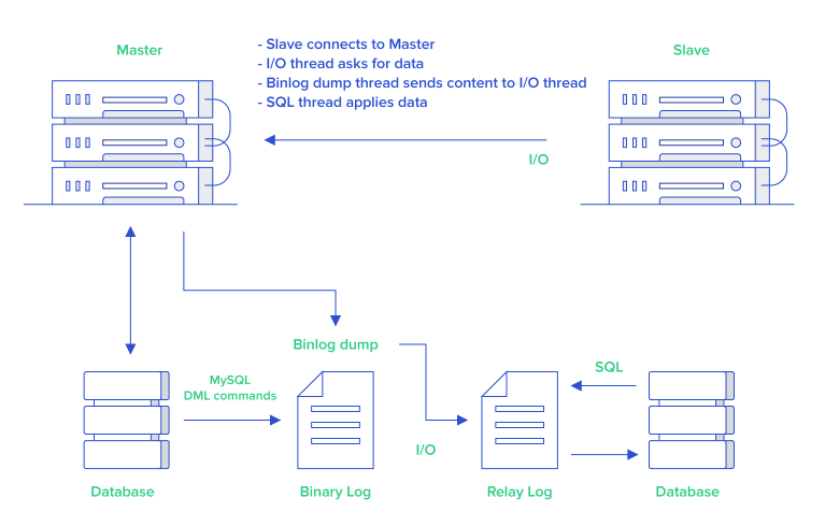 Master
- Slave connects to Master
- I/O thread asks for data
- Binlog dump thread sends content to I/O thread
- SQL thread applies data
Slave
I/O
Binlog dump
MySQL
DML commands
SQL
I/O
Database
Binary Log
Relay Log
Database